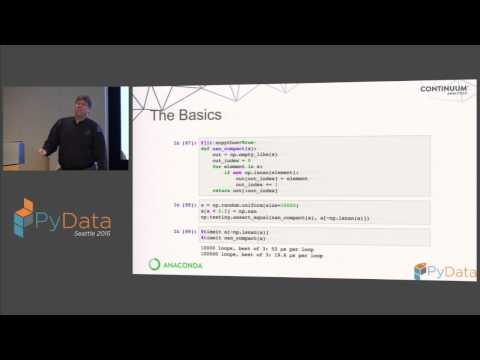 CONTINUUM
ANALYTICS
The Basics
In [87]: @jit(nopython=True)
def nan_compact(x):
out = np.empty_like(x)
out_index = 0
for element in x:
if not np.isnan(element):
out[out_index] = element
out_index += 1
return out[:out_index]
In [88]: a = np.random.uniform(size=10000)
a[a < 0.2] = np.nan
np.testing.assert_equal(nan_compact(a), a[~np.isnan(a)])
In [89]: %timeit a[~np.isnan(a)]
%timeit nan_compact(a)
10000 loops, best of 3: 52 µs per loop
100000 loops, best of 3: 19.6 µs per loop
ANACONDA
PyData
PyData
Seattle 2015